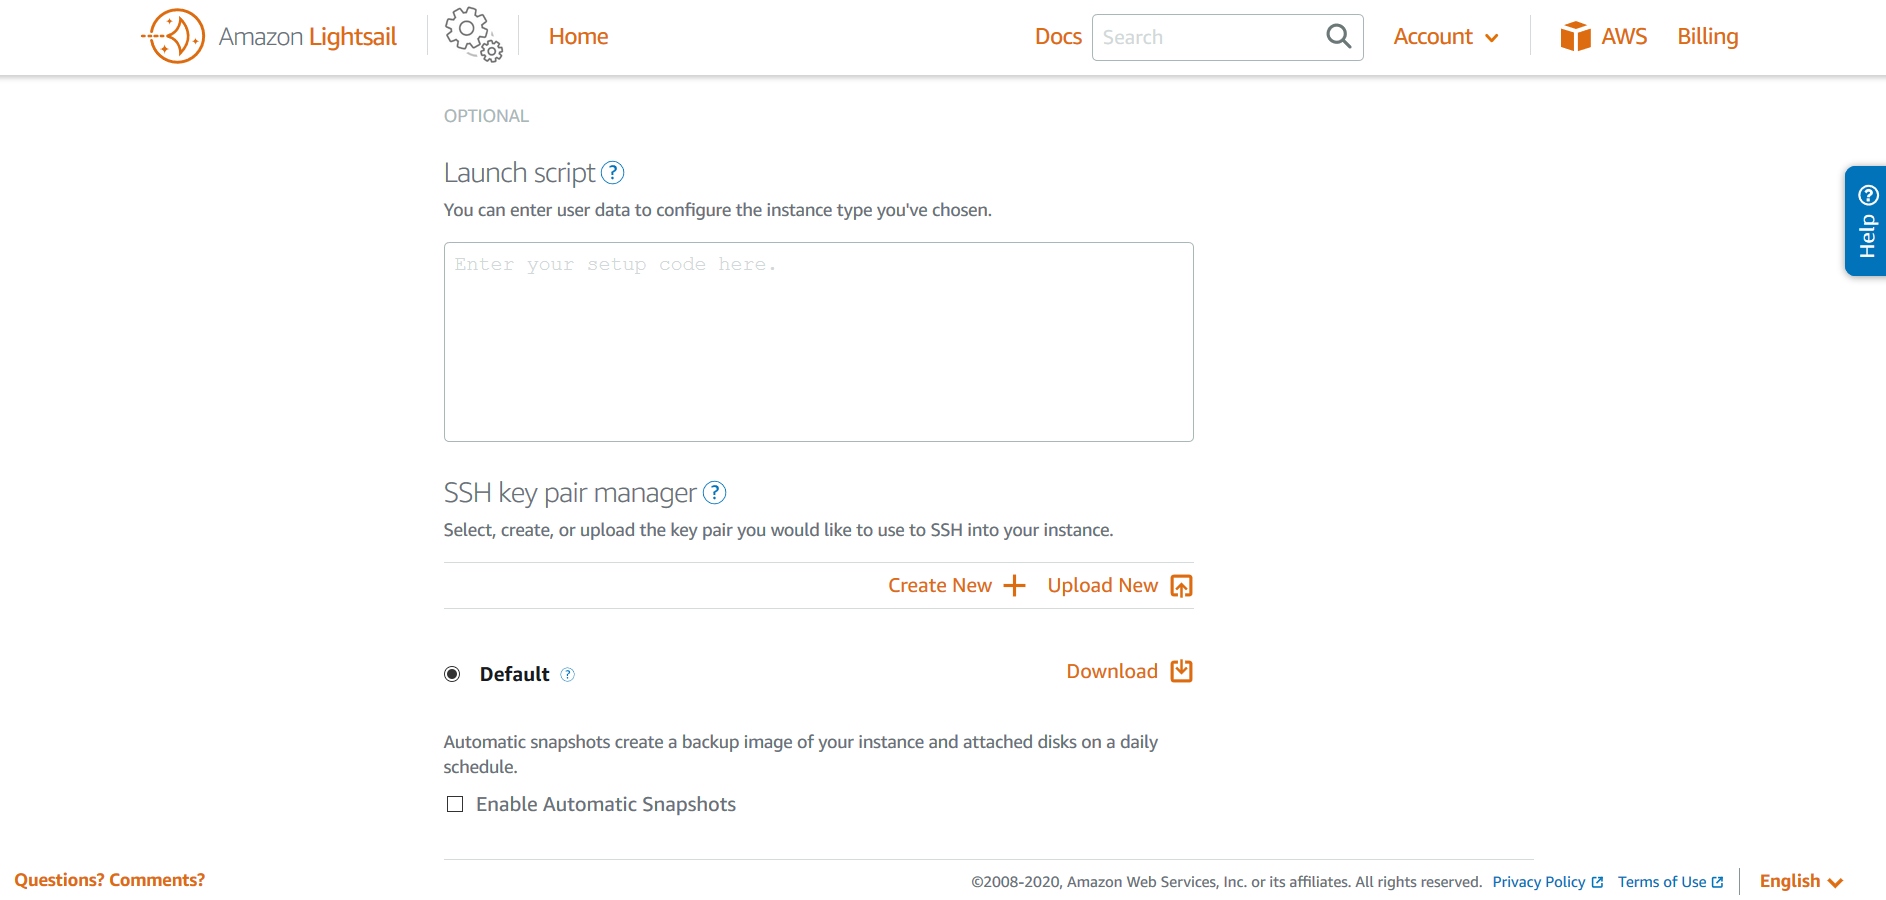 Amazon Lightsail
Home
Docs
Search
Account
AWS
Billing
OPTIONAL
Launch script ?
You can enter user data to configure the instance type you've chosen.
Enter your setup code here.
Help ?
SSH key pair manager ?
Select, create, or upload the key pair you would like to use to SSH into your instance.
Create New
Upload New
Default ?
Download
Automatic snapshots create a backup image of your instance and attached disks on a daily
schedule.
Enable Automatic Snapshots
Questions? Comments?
©2008-2020, Amazon Web Services, Inc. or its affiliates. All rights reserved.
Privacy Policy
Terms of Use
English